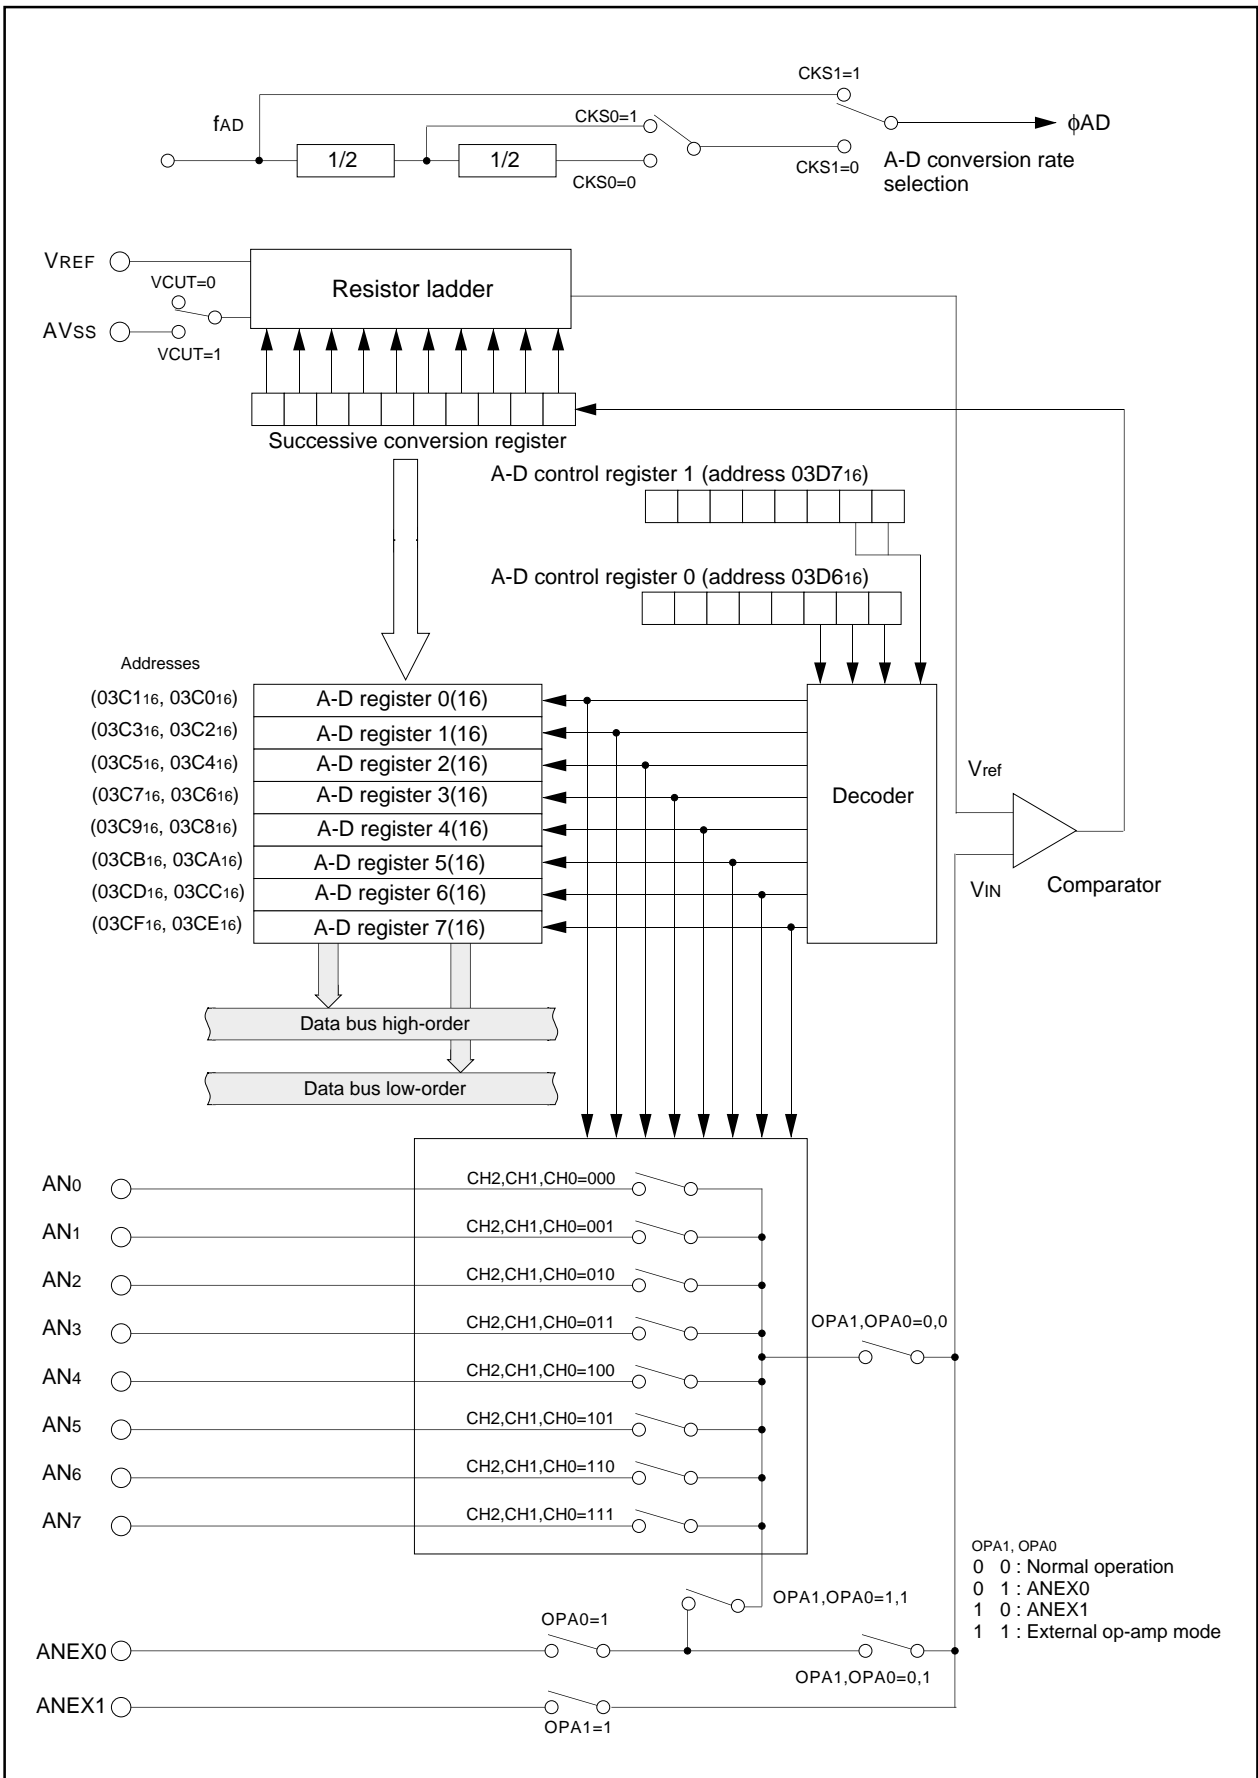 CKS1=1
fAD
CKS0=1
φAD
1/2
1/2
CKS0=0
CKS1=0
A-D conversion rate
selection
VREF
VCUT=0
Resistor ladder
AVSS
VCUT=1
Successive conversion register
A-D control register 1 (address 03D716)
A-D control register 0 (address 03D616)
Addresses
(03C116, 03C016)
A-D register 0(16)
(03C316, 03C216)
A-D register 1(16)
(03C516, 03C416)
A-D register 2(16)
(03C716, 03C616)
A-D register 3(16)
(03C916, 03C816)
A-D register 4(16)
(03CB16, 03CA16)
A-D register 5(16)
(03CD16, 03CC16)
A-D register 6(16)
(03CF16, 03CE16)
A-D register 7(16)
Decoder
Vref
VIN
Comparator
Data bus high-order
Data bus low-order
AN0
CH2,CH1,CH0=000
AN1
CH2,CH1,CH0=001
AN2
CH2,CH1,CH0=010
AN3
CH2,CH1,CH0=011
OPA1,OPA0=0,0
AN4
CH2,CH1,CH0=100
AN5
CH2,CH1,CH0=101
AN6
CH2,CH1,CH0=110
AN7
CH2,CH1,CH0=111
OPA1, OPA0
0 0 : Normal operation
0 1 : ANEX0
1 0 : ANEX1
1 1 : External op-amp mode
OPA1,OPA0=1,1
OPA0=1
ANEX0
OPA1,OPA0=0,1
ANEX1
OPA1=1